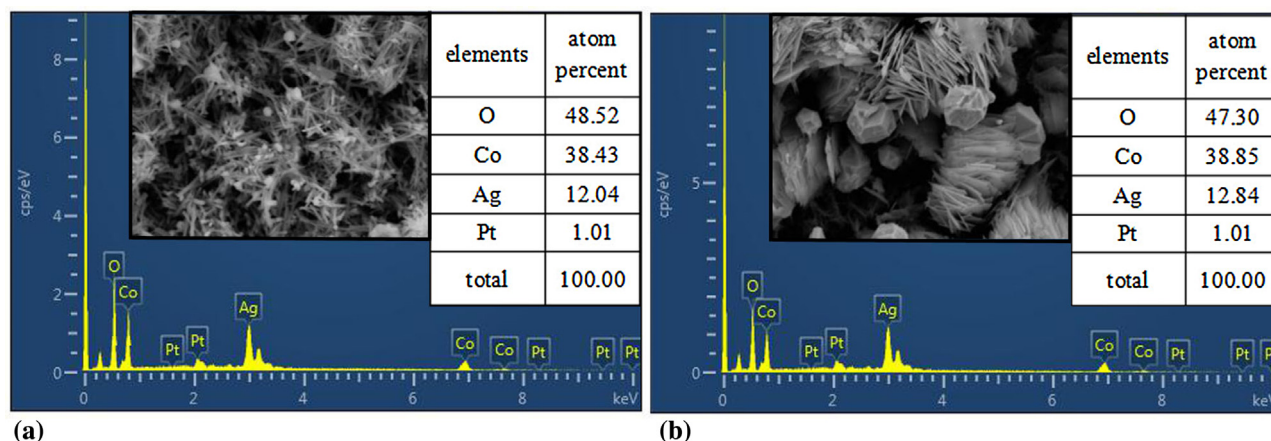 elements atom percent
O 48.52
Co 38.43
Ag 12.04
Pt 1.01
total 100.00
8
6
4
2
0
cps/eV
O
Co
Pt
Pt
Ag
Co
Co
Pt
Pt
Pt
0 2 4 6 8 keV
(a)
elements atom percent
O 47.30
Co 38.85
Ag 12.84
Pt 1.01
total 100.00
5
0
cps/eV
O
Co
Pt
Pt
Ag
Co
Co
Pt
Pt
0 2 4 6 8 keV
(b)